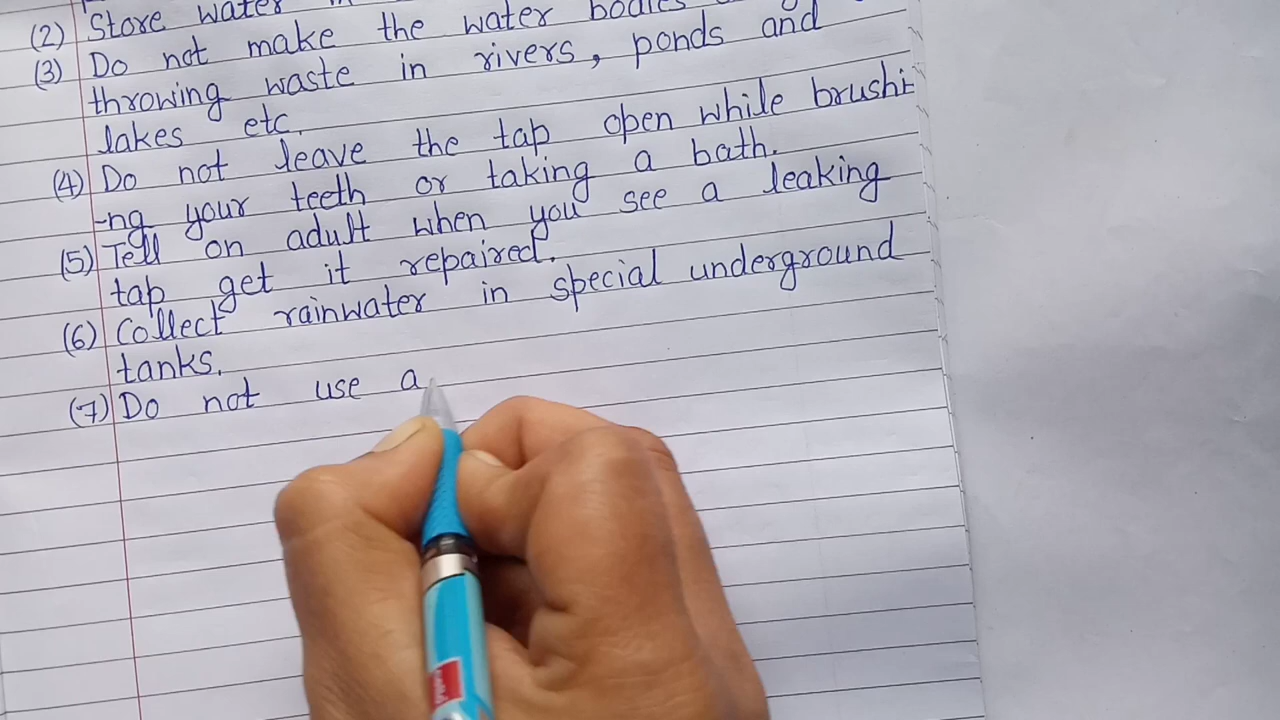 (2) Store water in
(3) Do not make the water bodies
throwing waste in rivers, ponds and
lakes etc.
(4) Do not leave the tap open while brushi
-ng your teeth or taking a bath.
(5) Tell on adult when you see a leaking
tap get it repaired.
(6) Collect rainwater in special underground
tanks.
(7) Do not use a